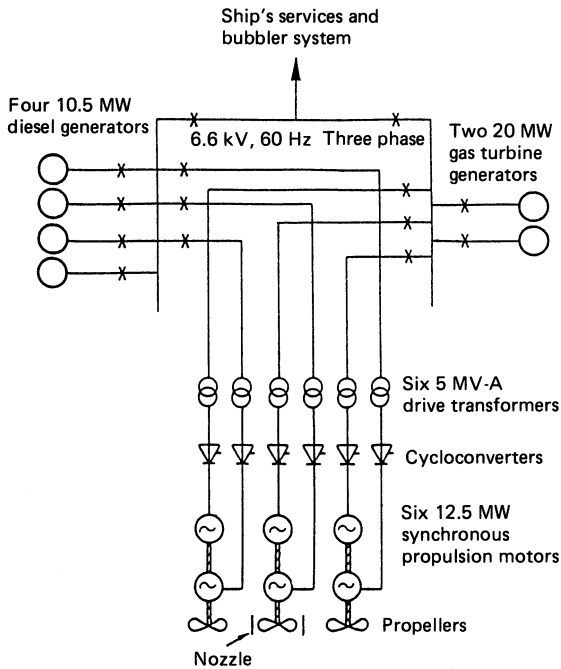 Ship's services and
bubbler system
Four 10.5 MW
diesel generators
6.6 kV, 60 Hz Three phase
Two 20 MW
gas turbine
generators
Six 5 MV-A
drive transformers
Cycloconverters
Six 12.5 MW
synchronous
propulsion motors
Propellers
Nozzle